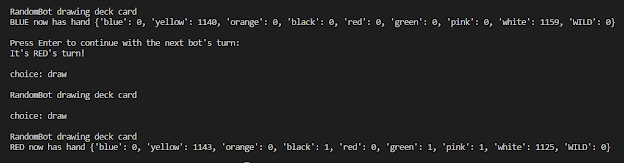 RandomBot drawing deck card
BLUE now has hand {'blue': 0, 'yellow': 1140, 'orange': 0, 'black': 0, 'red': 0, 'green': 0, 'pink': 0, 'white': 1159, 'WILD': 0}
Press Enter to continue with the next bot's turn:
It's RED's turn!
choice: draw
RandomBot drawing deck card
choice: draw
RandomBot drawing deck card
RED now has hand {'blue': 0, 'yellow': 1143, 'orange': 0, 'black': 1, 'red': 0, 'green': 1, 'pink': 1, 'white': 1125, 'WILD': 0}